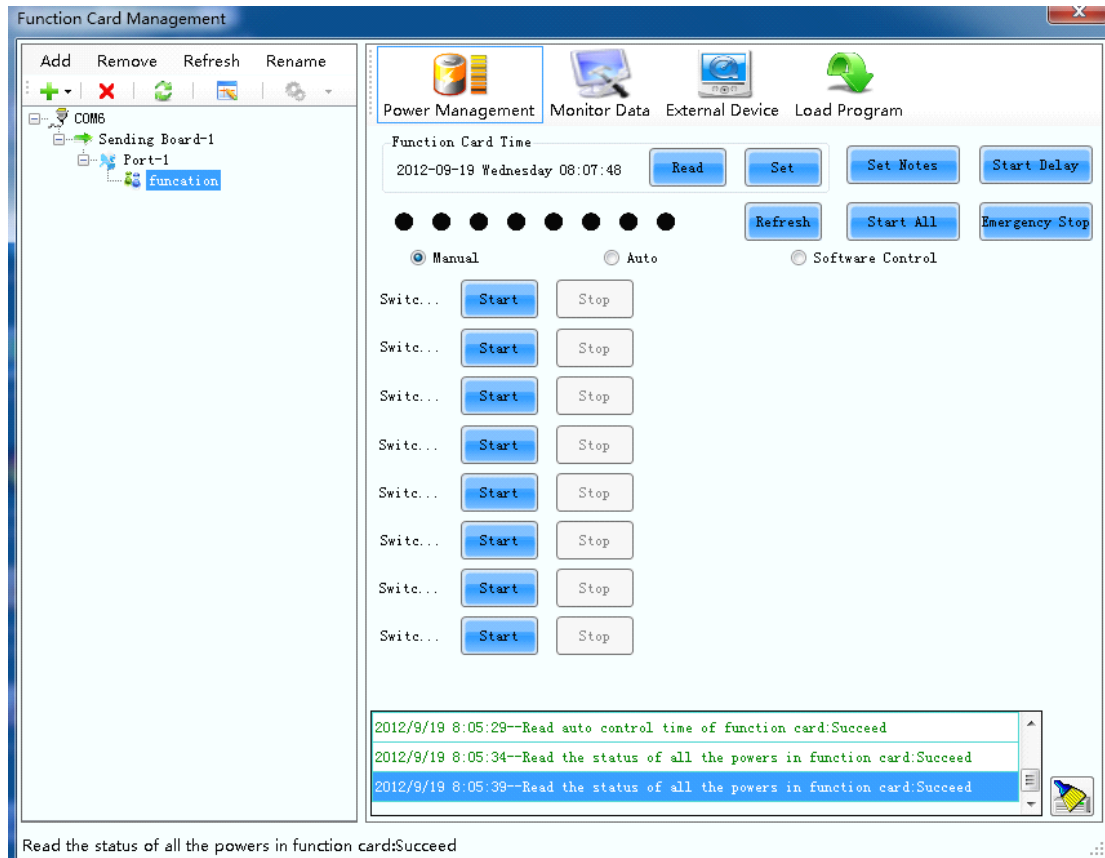 Function Card Management
Add Remove Refresh Rename
COM6
Sending Board-1
Port-1
funcation
Power Management Monitor Data External Device Load Program
Function Card Time
2012-09-19 Wednesday 08:07:48 Read Set Set Notes Start Delay
Refresh Start All Emergency Stop
Manual Auto Software Control
Switc... Start Stop
Switc... Start Stop
Switc... Start Stop
Switc... Start Stop
Switc... Start Stop
Switc... Start Stop
Switc... Start Stop
Switc... Start Stop
2012/9/19 8:05:29--Read auto control time of function card:Succeed
2012/9/19 8:05:34--Read the status of all the powers in function card:Succeed
2012/9/19 8:05:39--Read the status of all the powers in function card:Succeed
Read the status of all the powers in function card:Succeed